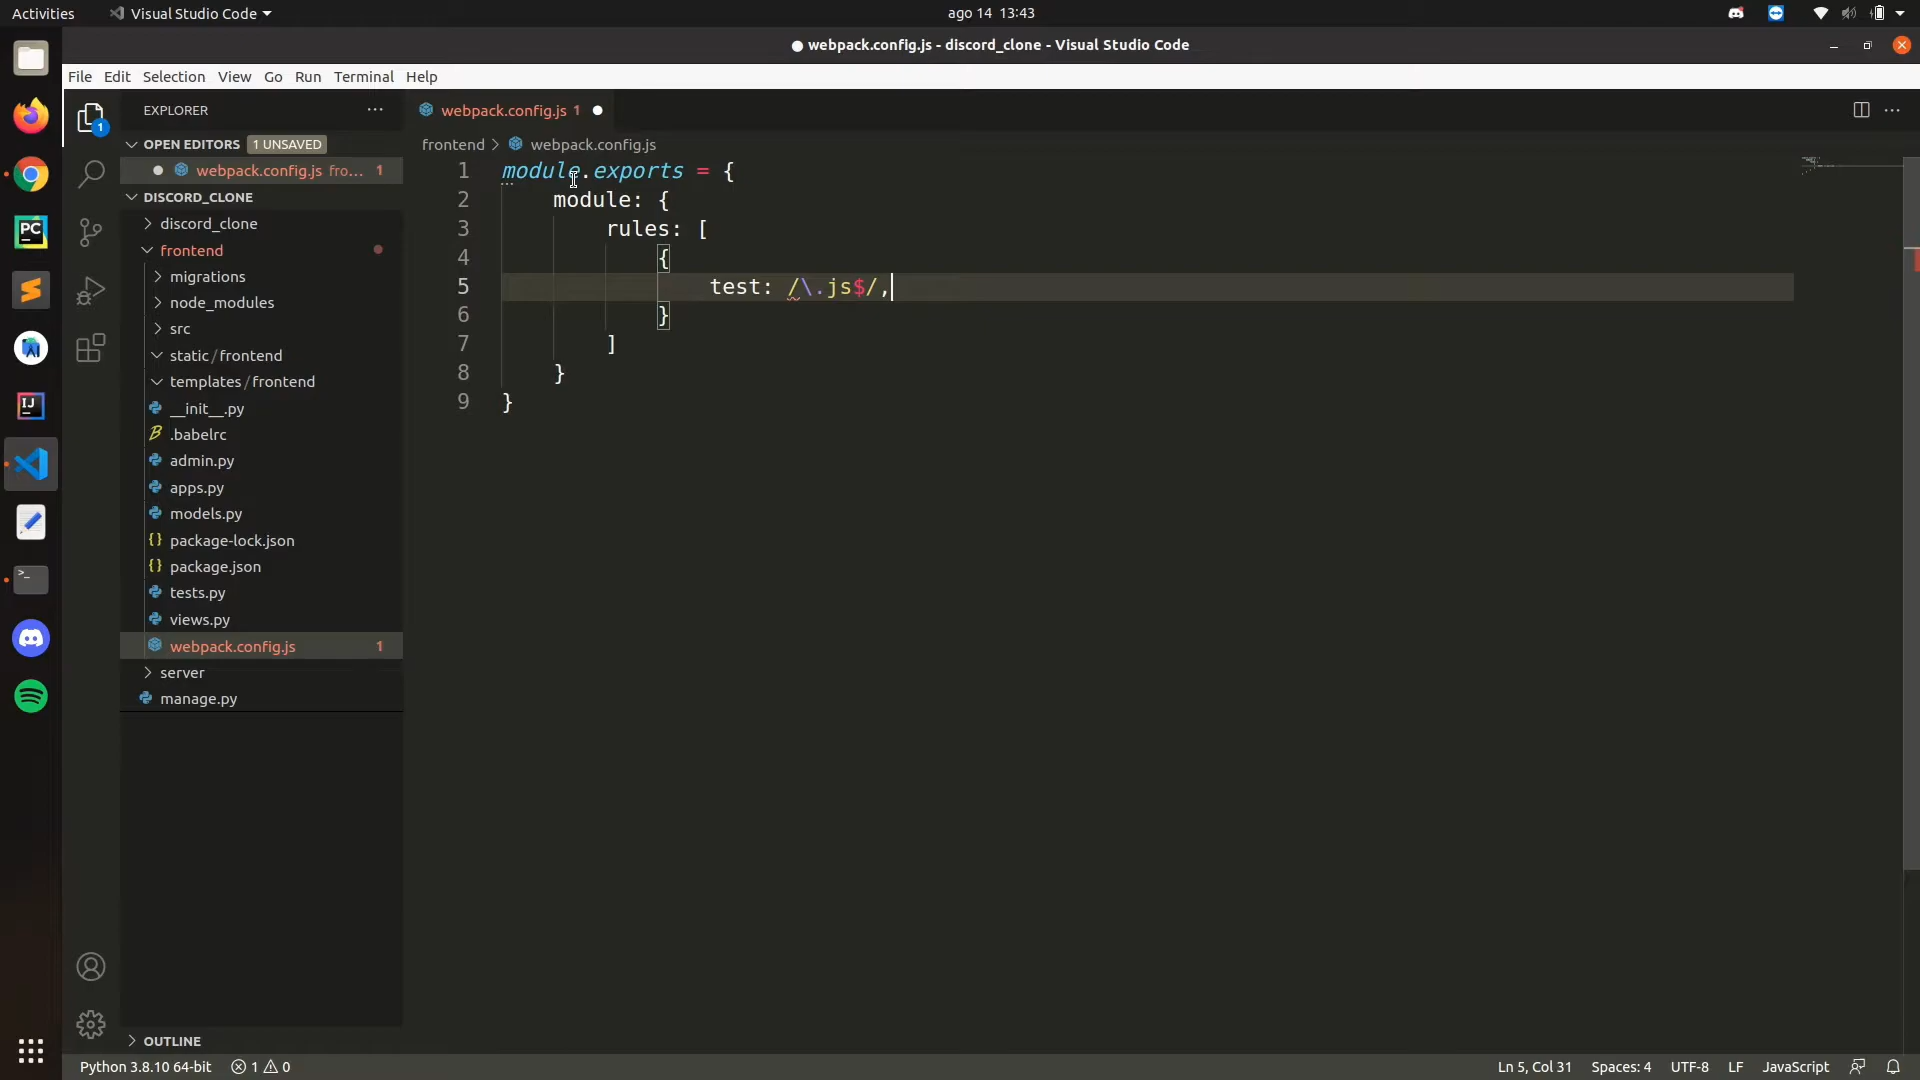 Activities
Visual Studio Code
ago 14 13:43
● webpack.config.js - discord_clone - Visual Studio Code
File Edit Selection View Go Run Terminal Help
EXPLORER
webpack.config.js 1
OPEN EDITORS 1 UNSAVED
frontend > webpack.config.js
webpack.config.js fro... 1
DISCORD_CLONE
discord_clone
frontend
migrations
node_modules
src
static/frontend
templates/frontend
__init__.py
.babelrc
admin.py
apps.py
models.py
package-lock.json
package.json
tests.py
views.py
webpack.config.js 1
server
manage.py
OUTLINE
1 module.exports = {
2 module: {
3 rules: [
4 {
5 test: /\.js$/,
6 }
7 ]
8 }
9 }
PC
IJ
1
Python 3.8.10 64-bit 1 0
Ln 5, Col 31 Spaces: 4 UTF-8 LF JavaScript